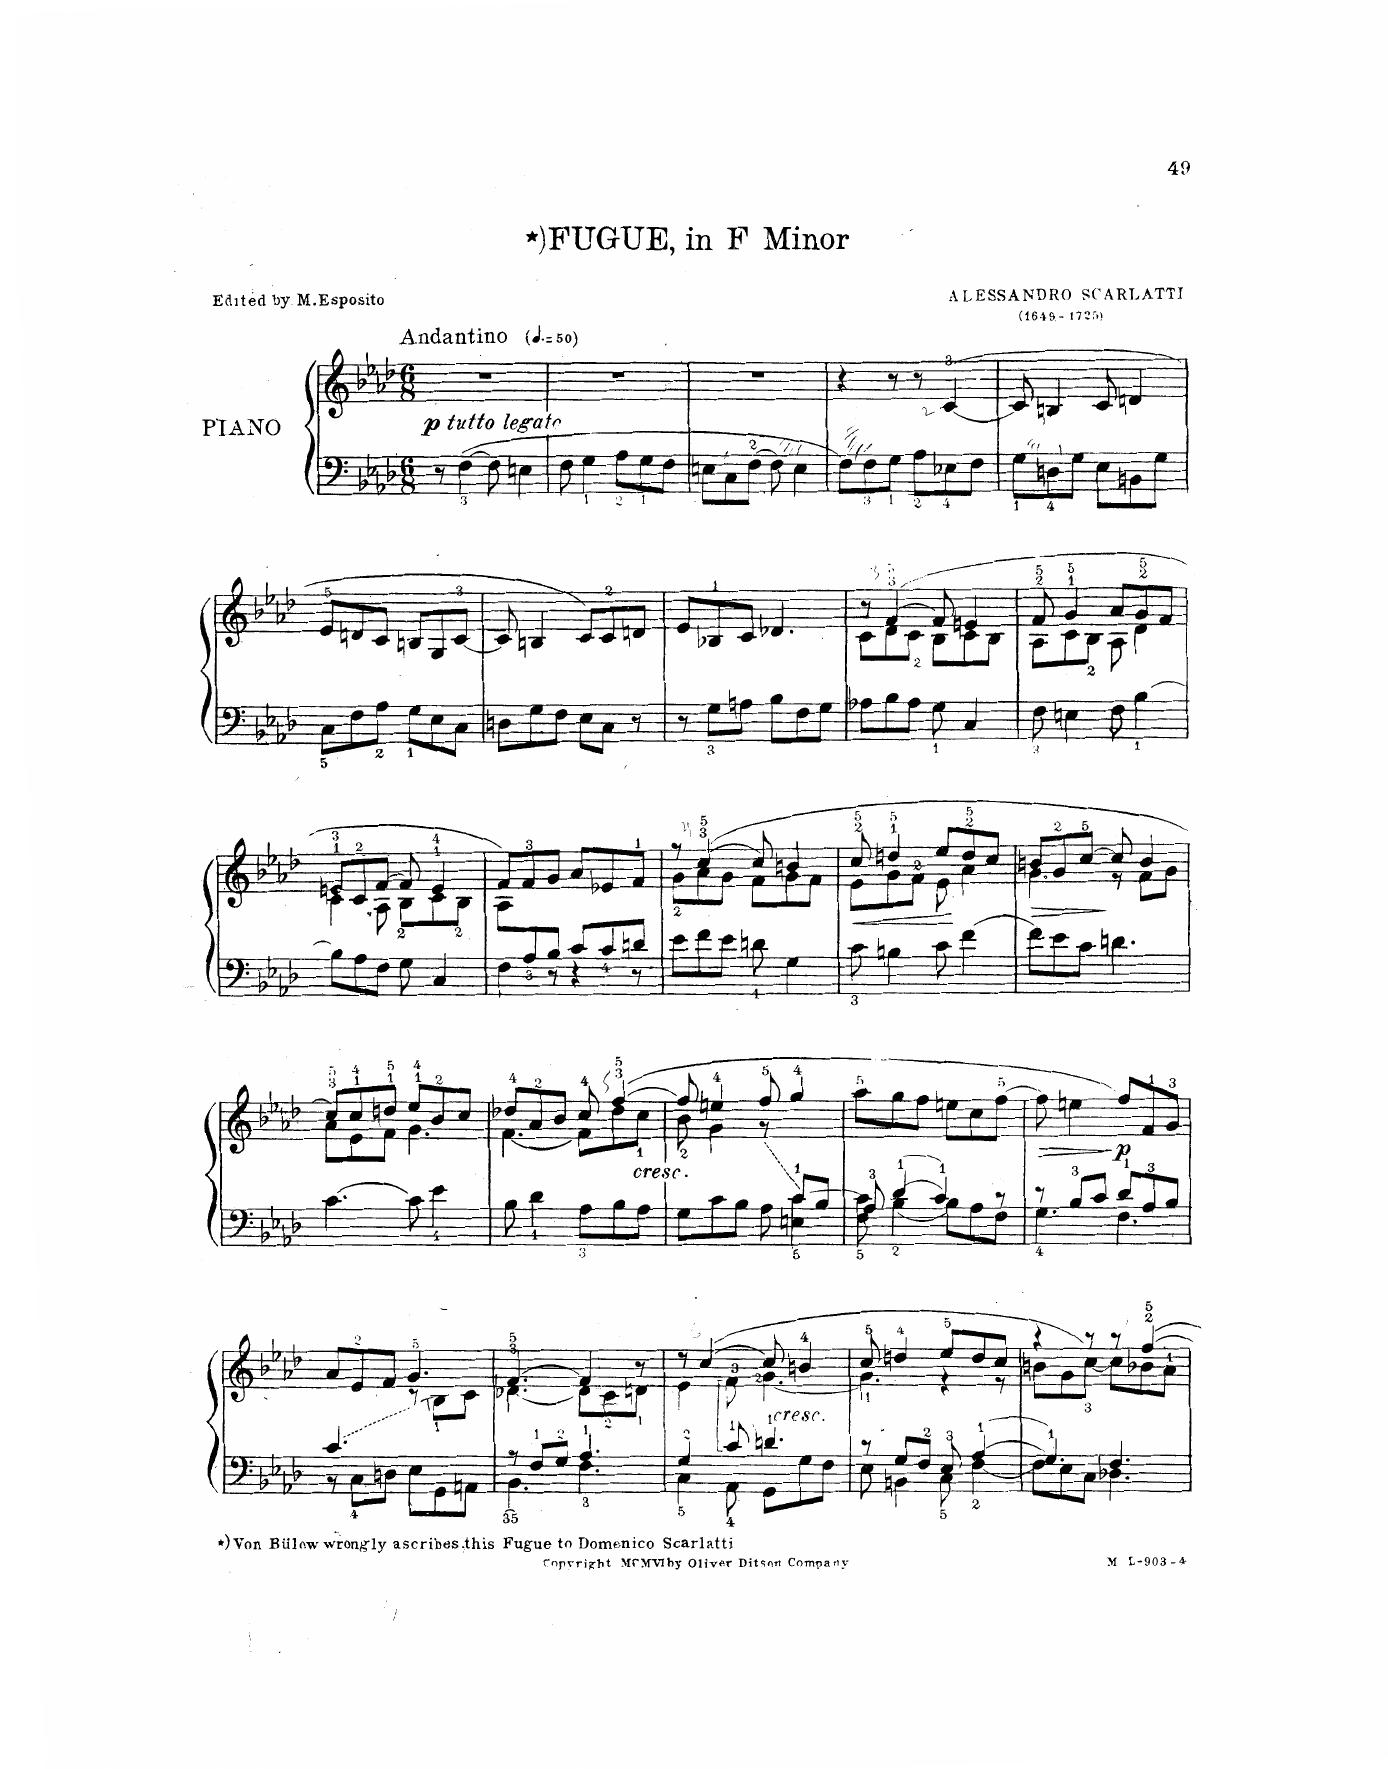 49
*)FUGUE, in F Minor
Edited by M. Esposito
ALESSANDRO SCARLATTI
(1649 - 1725)
Andantino (♩. = 50)
PIANO
p tutto legato
cresc.
p
cresc.
*) Von Bülow wrongly ascribes this Fugue to Domenico Scarlatti
Copyright MCMVI by Oliver Ditson Company
M L-903-4